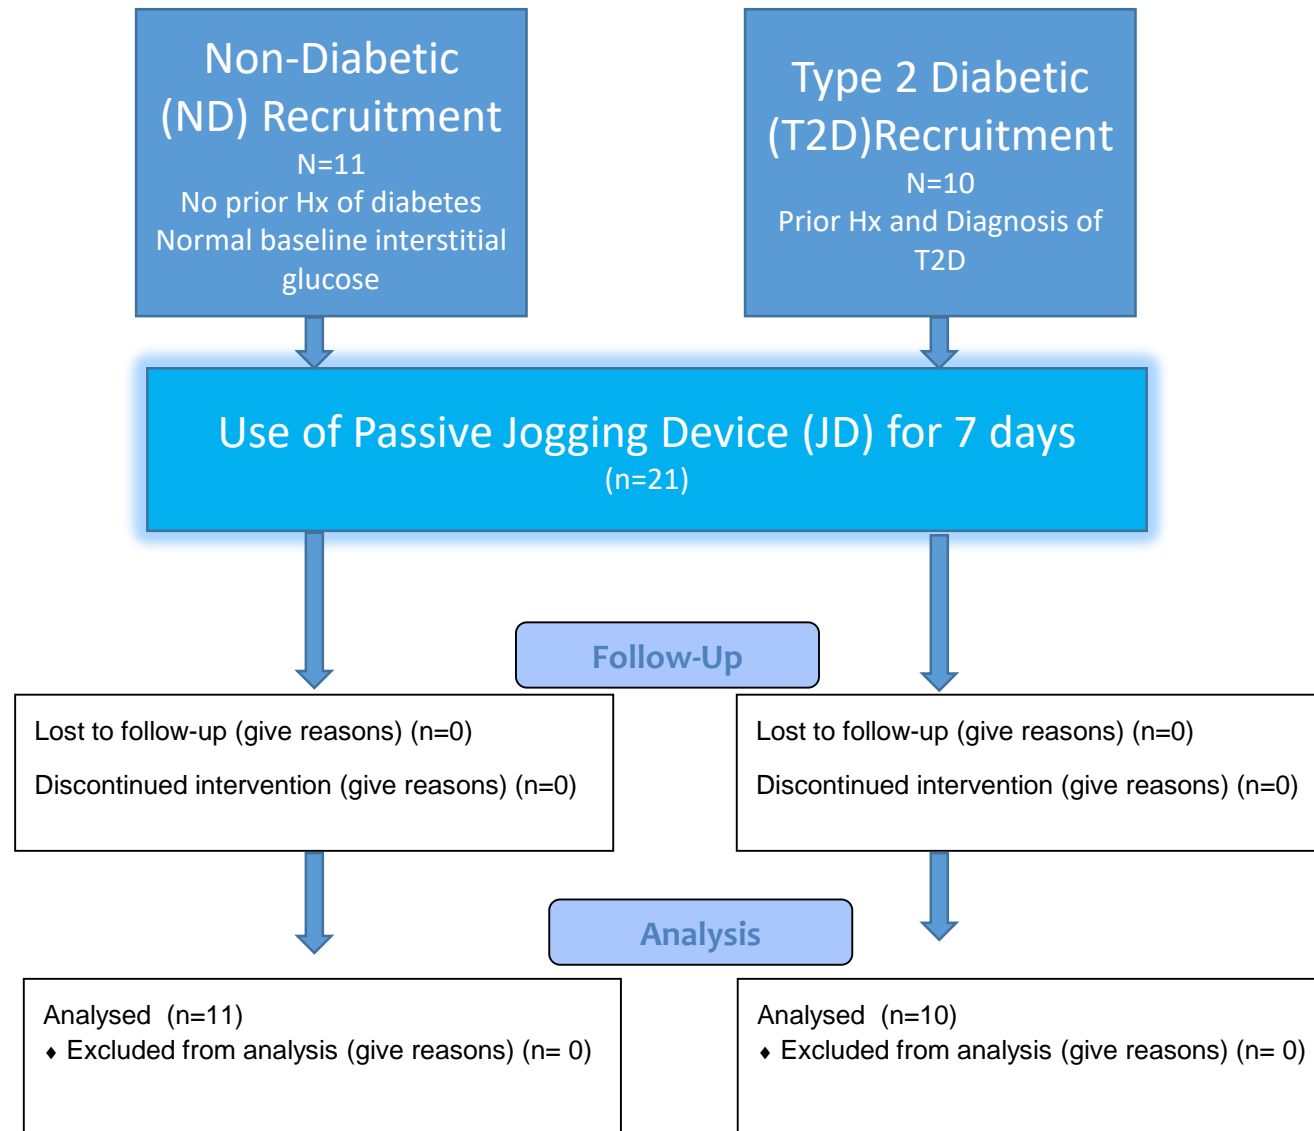 Non-Diabetic
(ND) Recruitment
N=11
No prior Hx of diabetes
Normal baseline interstitial
glucose
Type 2 Diabetic
(T2D)Recruitment
N=10
Prior Hx and Diagnosis of
T2D
Use of Passive Jogging Device (JD) for 7 days
(n=21)
Follow-Up
Lost to follow-up (give reasons) (n=0)
Discontinued intervention (give reasons) (n=0)
Lost to follow-up (give reasons) (n=0)
Discontinued intervention (give reasons) (n=0)
Analysis
Analysed  (n=11)
♦ Excluded from analysis (give reasons) (n= 0)
Analysed  (n=10)
♦ Excluded from analysis (give reasons) (n= 0)